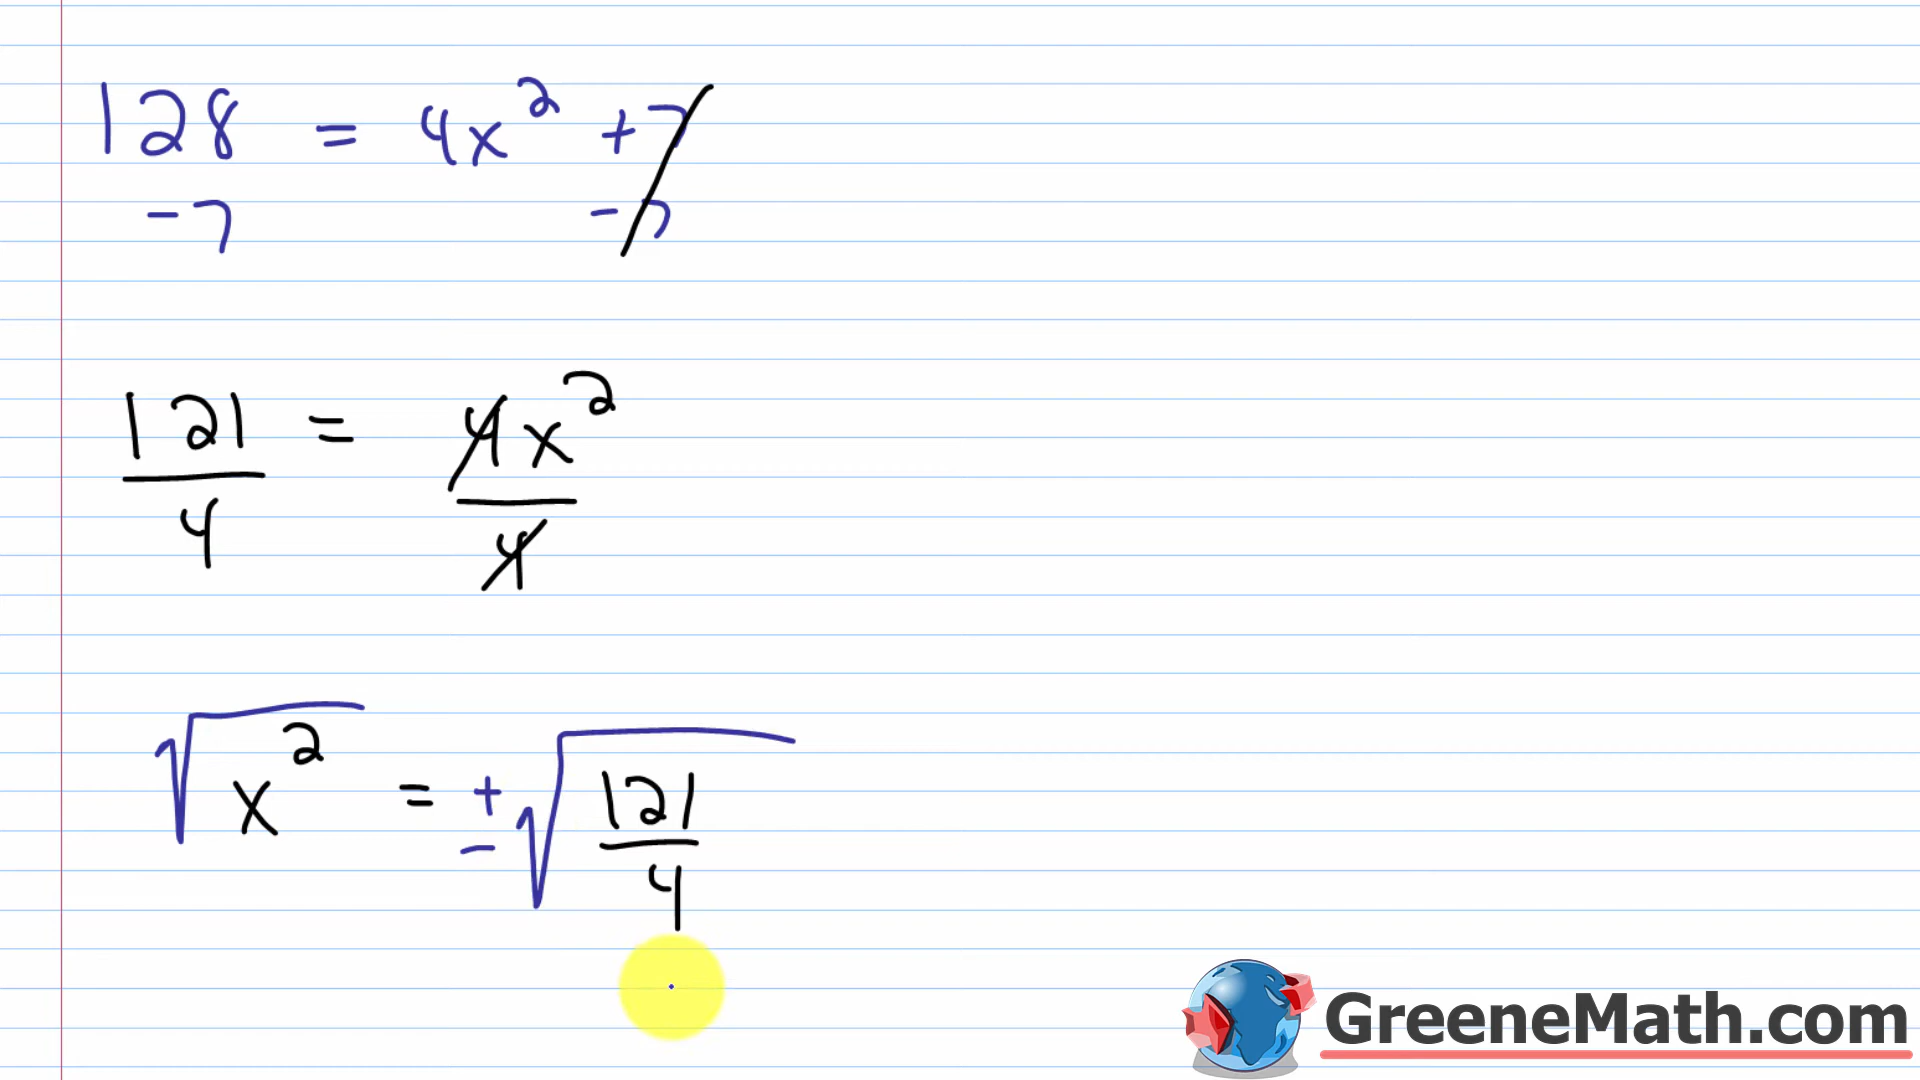 128 = 4x² + 7
-7 -7
121 = 4x²
4 4
√x² = ±√121
4
GreeneMath.com